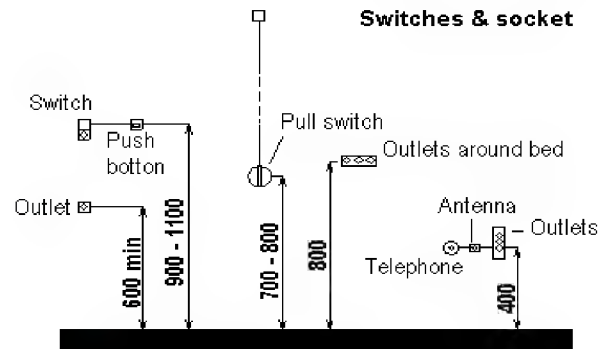 Switches & socket
Switch
Push
botton
Pull switch
Outlets around bed
Outlet
Antenna
Outlets
Telephone
600 min
900 - 1100
700 - 800
800
400